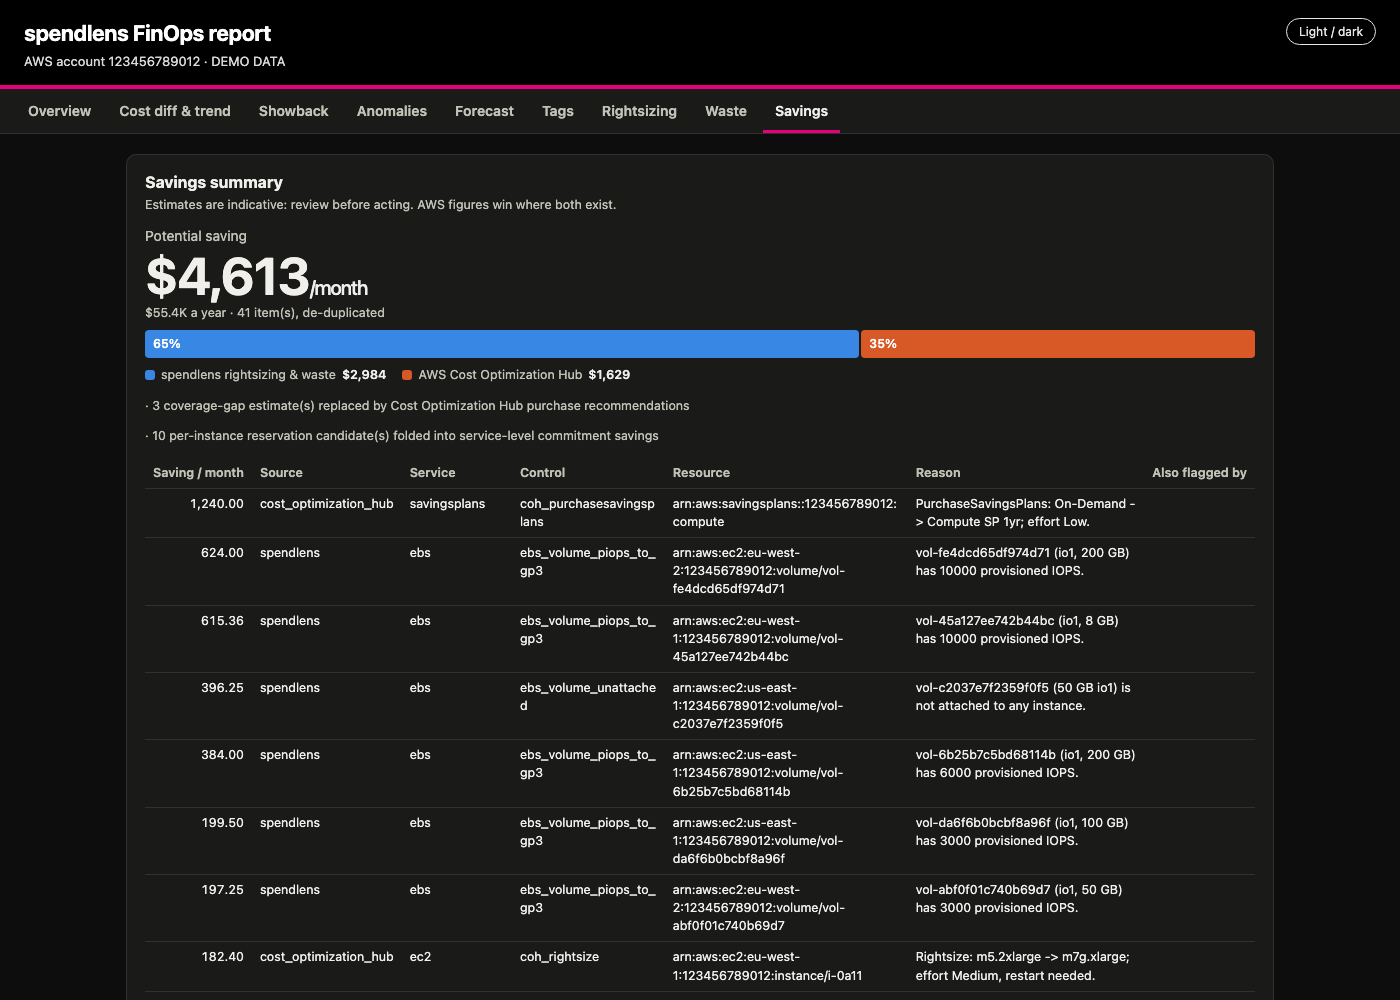 spendlens FinOps report
AWS account 123456789012 · DEMO DATA
Light / dark
Overview Cost diff & trend Showback Anomalies Forecast Tags Rightsizing Waste Savings
Savings summary
Estimates are indicative: review before acting. AWS figures win where both exist.
Potential saving
$4,613/month
$55.4K a year · 41 item(s), de-duplicated
65% 35%
spendlens rightsizing & waste $2,984 AWS Cost Optimization Hub $1,629
· 3 coverage-gap estimate(s) replaced by Cost Optimization Hub purchase recommendations
· 10 per-instance reservation candidate(s) folded into service-level commitment savings
Saving / month Source Service Control Resource Reason Also flagged by
1,240.00 cost_optimization_hub savingsplans coh_purchasesavingsp arn:aws:savingsplans::123456789012: PurchaseSavingsPlans: On-Demand -
lans compute > Compute SP 1yr; effort Low.
624.00 spendlens ebs ebs_volume_piops_to_ arn:aws:ec2:eu-west- vol-fe4dcd65df974d71 (io1, 200 GB)
gp3 2:123456789012:volume/vol- has 10000 provisioned IOPS.
fe4dcd65df974d71
615.36 spendlens ebs ebs_volume_piops_to_ arn:aws:ec2:eu-west- vol-45a127ee742b44bc (io1, 8 GB)
gp3 1:123456789012:volume/vol- has 10000 provisioned IOPS.
45a127ee742b44bc
396.25 spendlens ebs ebs_volume_unattache arn:aws:ec2:us-east- vol-c2037e7f2359f0f5 (50 GB io1) is
d 1:123456789012:volume/vol- not attached to any instance.
c2037e7f2359f0f5
384.00 spendlens ebs ebs_volume_piops_to_ arn:aws:ec2:us-east- vol-6b25b7c5bd68114b (io1, 200 GB)
gp3 1:123456789012:volume/vol- has 6000 provisioned IOPS.
6b25b7c5bd68114b
199.50 spendlens ebs ebs_volume_piops_to_ arn:aws:ec2:us-east- vol-da6f6b0bcbf8a96f (io1, 100 GB)
gp3 1:123456789012:volume/vol- has 3000 provisioned IOPS.
da6f6b0bcbf8a96f
197.25 spendlens ebs ebs_volume_piops_to_ arn:aws:ec2:eu-west- vol-abf0f01c740b69d7 (io1, 50 GB)
gp3 2:123456789012:volume/vol- has 3000 provisioned IOPS.
abf0f01c740b69d7
182.40 cost_optimization_hub ec2 coh_rightsize arn:aws:ec2:eu-west- Rightsize: m5.2xlarge -> m7g.xlarge;
1:123456789012:instance/i-0a11 effort Medium, restart needed.